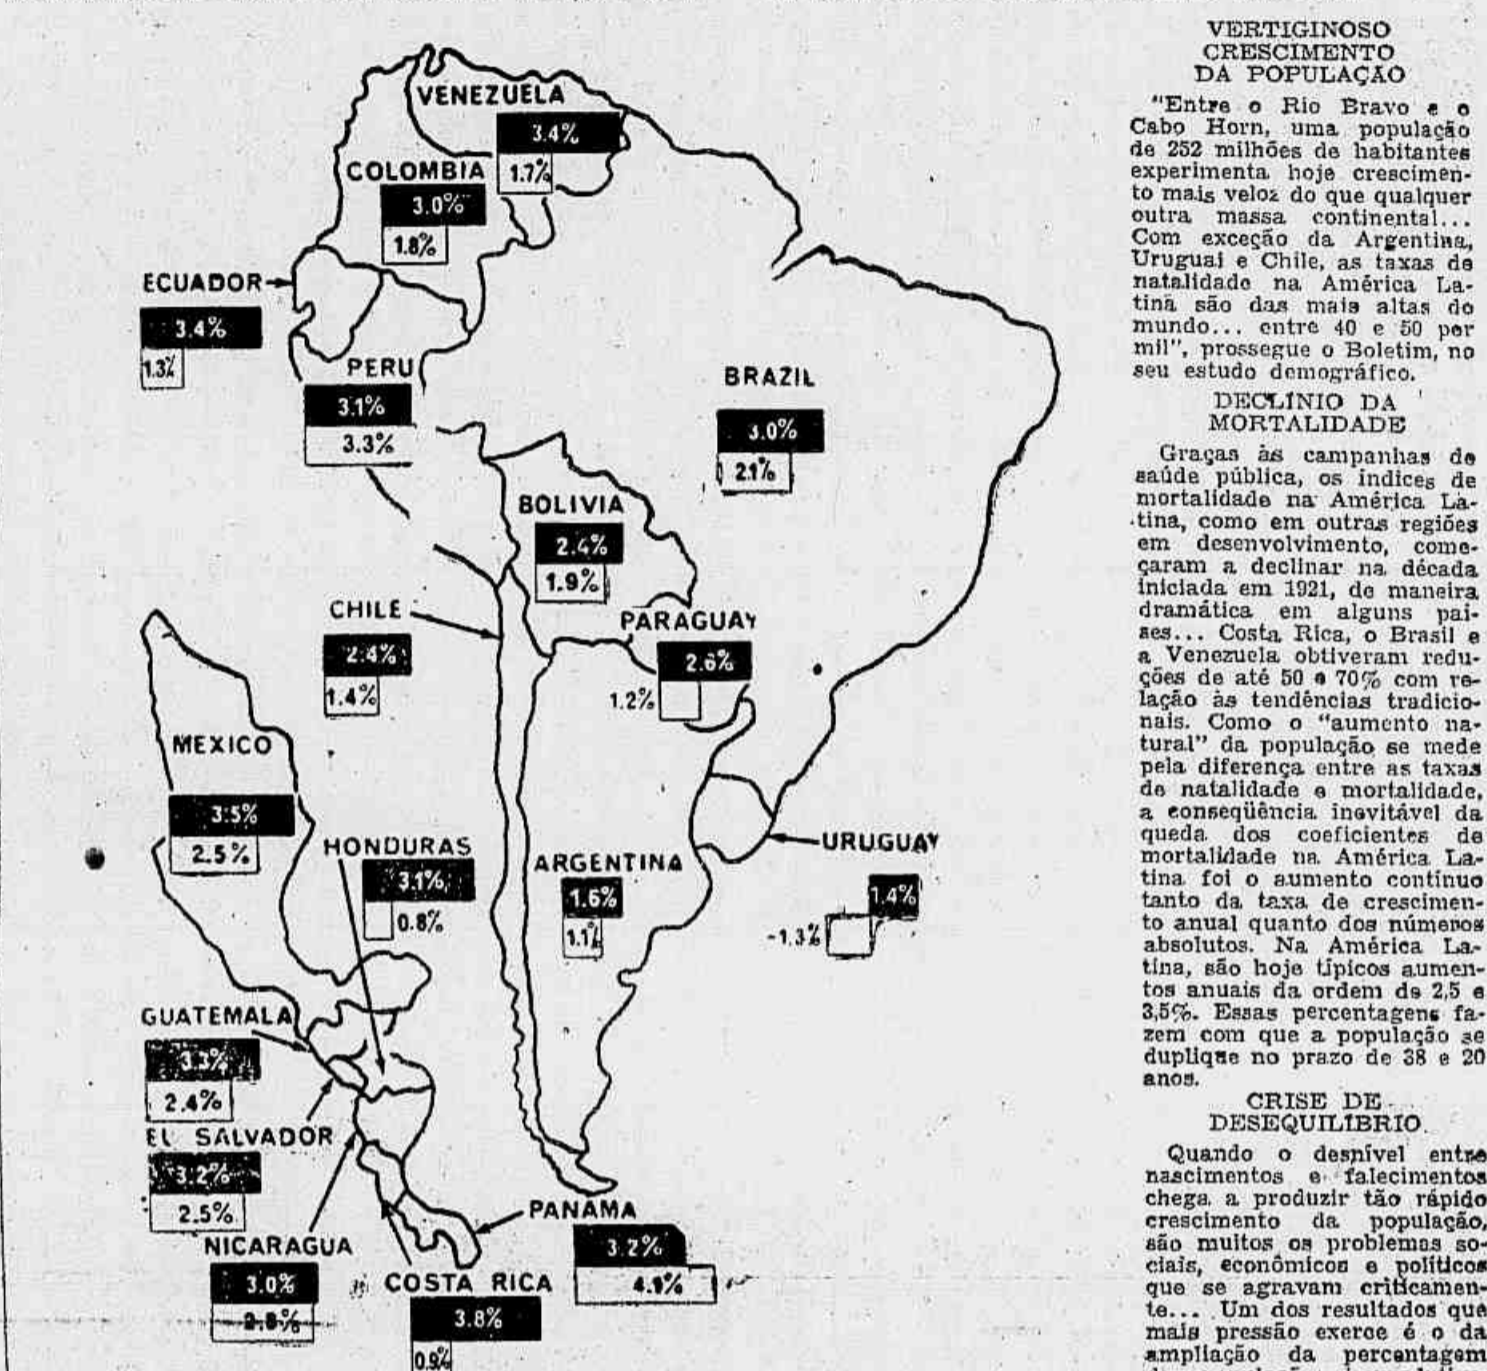 VENEZUELA
3.4%
1.7%
COLOMBIA
3.0%
1.8%
ECUADOR
3.4%
1.3%
PERU
3.1%
3.3%
BRAZIL
3.0%
2.1%
BOLIVIA
2.4%
1.9%
CHILE
2.4%
1.4%
PARAGUAY
2.6%
1.2%
MEXICO
3.5%
2.5%
HONDURAS
3.1%
0.8%
ARGENTINA
1.6%
1.1%
URUGUAY
1.4%
-1.3%
GUATEMALA
3.3%
2.4%
EL SALVADOR
3.2%
2.5%
NICARAGUA
3.0%
PANAMA
3.2%
4.9%
COSTA RICA
3.8%
0.9%
VERTIGINOSO
CRESCIMENTO
DA POPULAÇÃO
"Entre o Rio Bravo e o
Cabo Horn, uma população
de 252 milhões de habitantes
experimenta hoje crescimen-
to mais veloz do que qualquer
outra massa continental...
Com exceção da Argentina,
Uruguai e Chile, as taxas de
natalidade na América La-
tina são das mais altas do
mundo... entre 40 e 50 por
mil", prossegue o Boletim, no
seu estudo demográfico.
DECLÍNIO DA
MORTALIDADE
Graças às campanhas de
saúde pública, os índices de
mortalidade na América La-
tina, como em outras regiões
em desenvolvimento, come-
çaram a declinar na década
iniciada em 1921, de maneira
dramática em alguns paí-
ses... Costa Rica, o Brasil e
a Venezuela obtiveram redu-
ções de até 50 e 70% com re-
lação às tendências tradicio-
nais. Como o "aumento na-
tural" da população se mede
pela diferença entre as taxas
de natalidade e mortalidade,
a conseqüência inevitável da
queda dos coeficientes de
mortalidade na América La-
tina foi o aumento contínuo
tanto da taxa de crescimen-
to anual quanto dos números
absolutos. Na América La-
tina, são hoje típicos aumen-
tos anuais da ordem de 2,5 e
3,5%. Essas percentagens fa-
zem com que a população se
duplique no prazo de 38 e 20
anos.
CRISE DE
DESEQUILÍBRIO
Quando o desnível entre
nascimentos e falecimentos
chega a produzir tão rápido
crescimento da população,
são muitos os problemas so-
ciais, econômicos e políticos
que se agravam criticamen-
te... Um dos resultados que
mais pressão exerce é o da
ampliação da percentagem